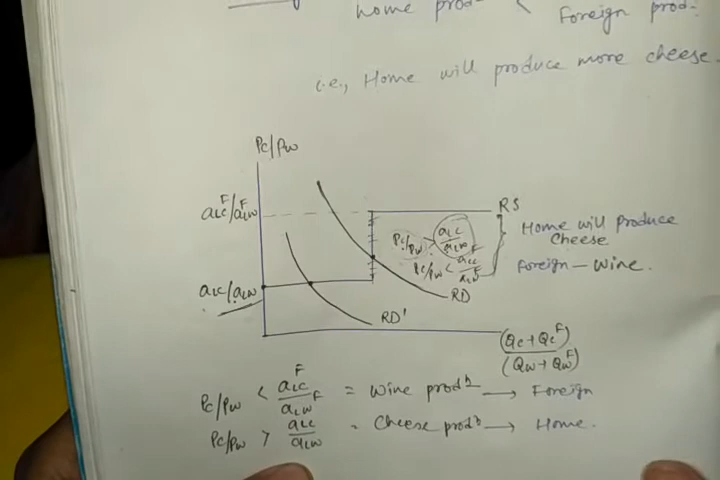 home prodⁿ < Foreign prodⁿ
i.e., Home will produce more cheese.
Pc/Pw
aLC^F/aLW^F
RS
Home will Produce
Cheese
Pc/Pw > aLC/aLW
Pc/Pw < aLC^F/aLW^F
Foreign — Wine.
aLC/aLW
RD
RD'
(Qc + Qc^F)/(Qw + Qw^F)
Pc/Pw < aLC^F/aLW^F = Wine prodⁿ → Foreign
Pc/Pw > aLC/aLW = Cheese prodⁿ → Home.